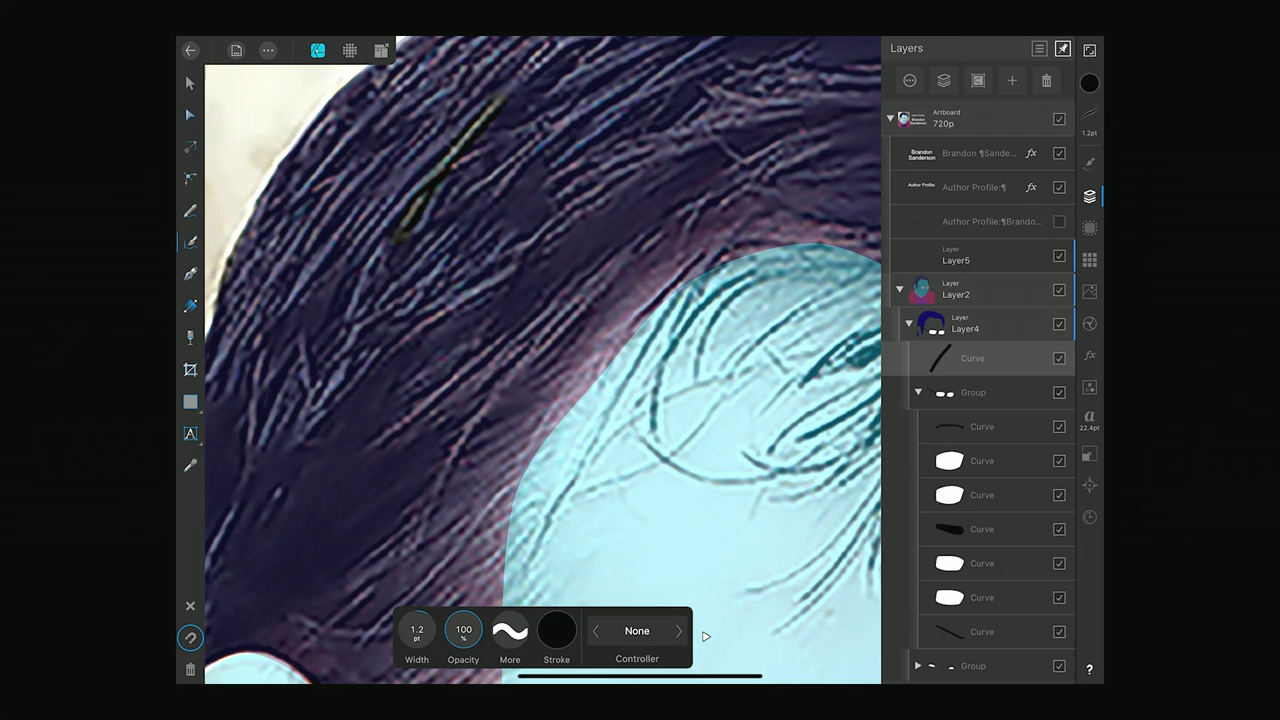 Layers
Artboard
720p
1.2pt
Brandon
Sanderson
Brandon ¶Sande...
fx
Author Profile:
Author Profile:¶
fx
Author Profile:¶Brando...
Layer
Layer5
Layer
Layer2
Layer
Layer4
Curve
fx
Group
a
22.4pt
Curve
Curve
Curve
Curve
Curve
Curve
Curve
Group
?
1.2
pt
100
%
None
Width
Opacity
More
Stroke
Controller
A